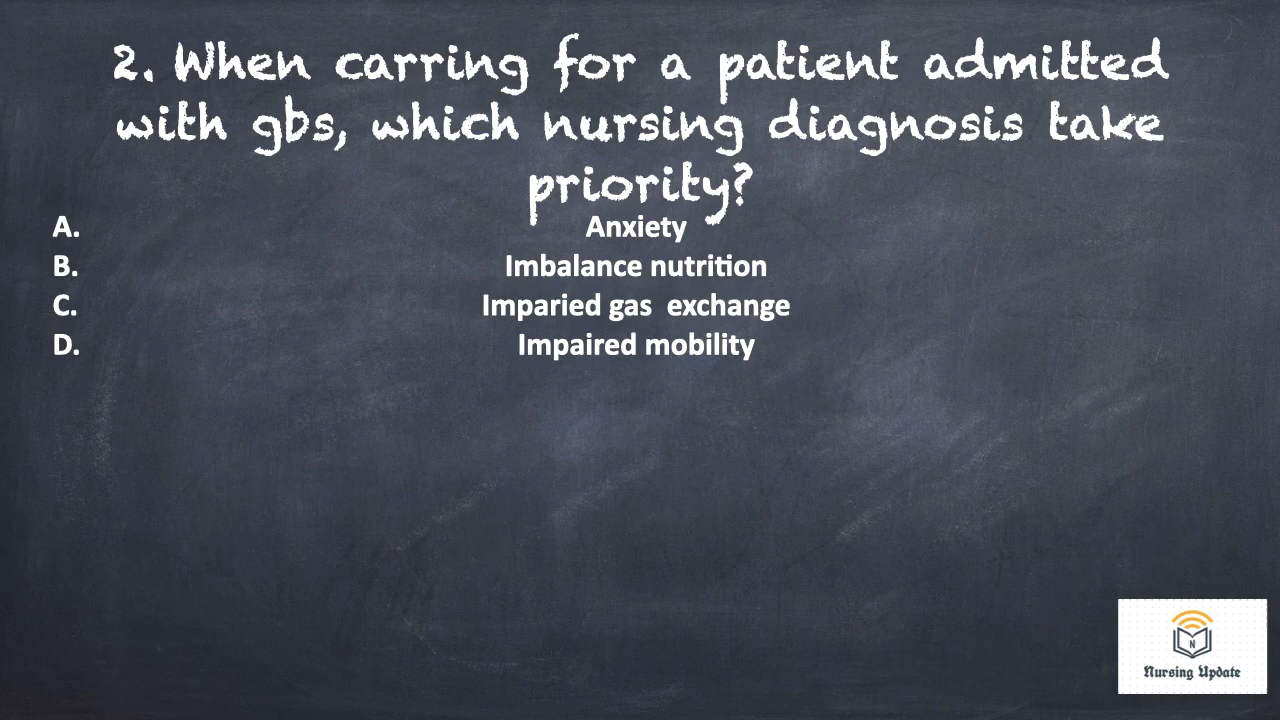 2. When carring for a patient admitted
with gbs, which nursing diagnosis take
priority?
A. Anxiety
B. Imbalance nutrition
C. Imparied gas  exchange
D. Impaired mobility
N
Nursing Update